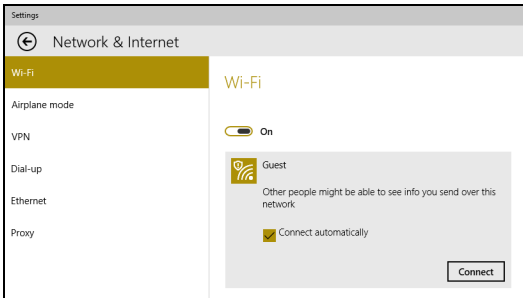 Settings
Network & Internet
Wi-Fi
Airplane mode
VPN
Dial-up
Ethernet
Proxy
Wi-Fi
On
Guest
Other people might be able to see info you send over this
network
Connect automatically
Connect